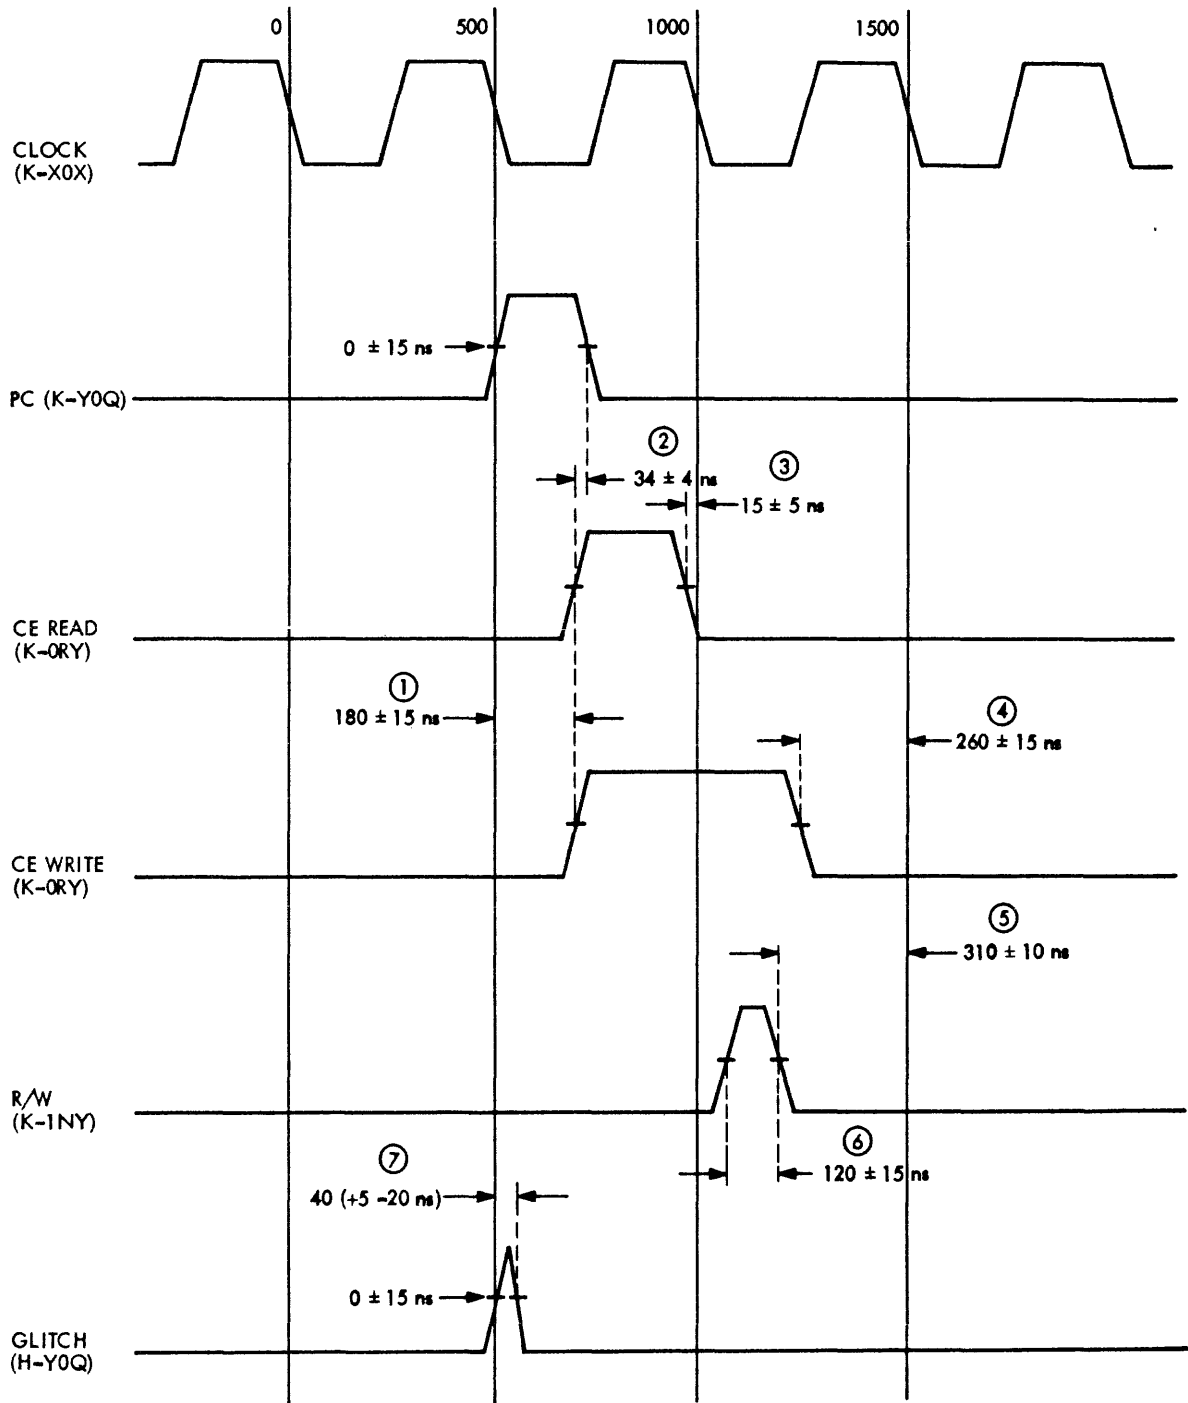 0 500 1000 1500
CLOCK
(K-X0X)
0 ± 15 ns
PC (K-Y0Q)
2
34 ± 4 ns
3
15 ± 5 ns
CE READ
(K-0RY)
1
180 ± 15 ns
4
260 ± 15 ns
CE WRITE
(K-0RY)
5
310 ± 10 ns
R/W
(K-1NY)
6
120 ± 15 ns
7
40 (+5 -20 ns)
0 ± 15 ns
GLITCH
(H-Y0Q)